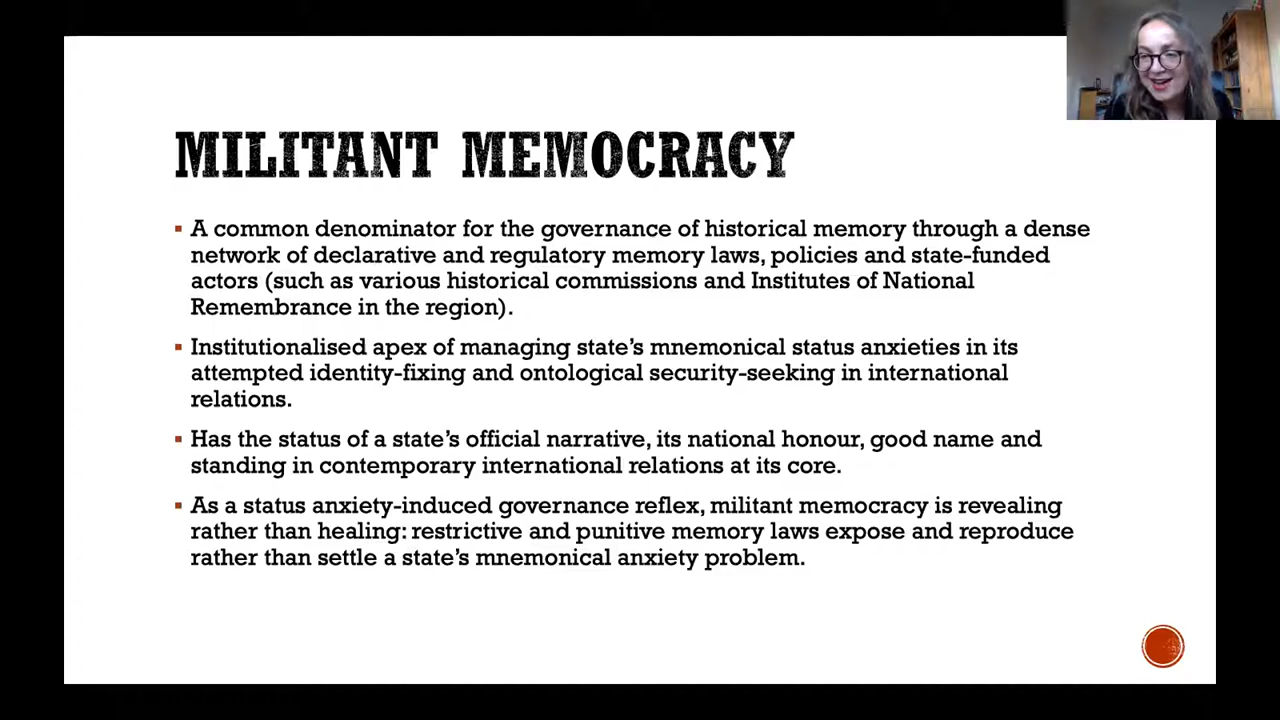 MILITANT MEMOCRACY
▪ A common denominator for the governance of historical memory through a dense
network of declarative and regulatory memory laws, policies and state-funded
actors (such as various historical commissions and Institutes of National
Remembrance in the region).
▪ Institutionalised apex of managing state's mnemonical status anxieties in its
attempted identity-fixing and ontological security-seeking in international
relations.
▪ Has the status of a state's official narrative, its national honour, good name and
standing in contemporary international relations at its core.
▪ As a status anxiety-induced governance reflex, militant memocracy is revealing
rather than healing: restrictive and punitive memory laws expose and reproduce
rather than settle a state's mnemonical anxiety problem.